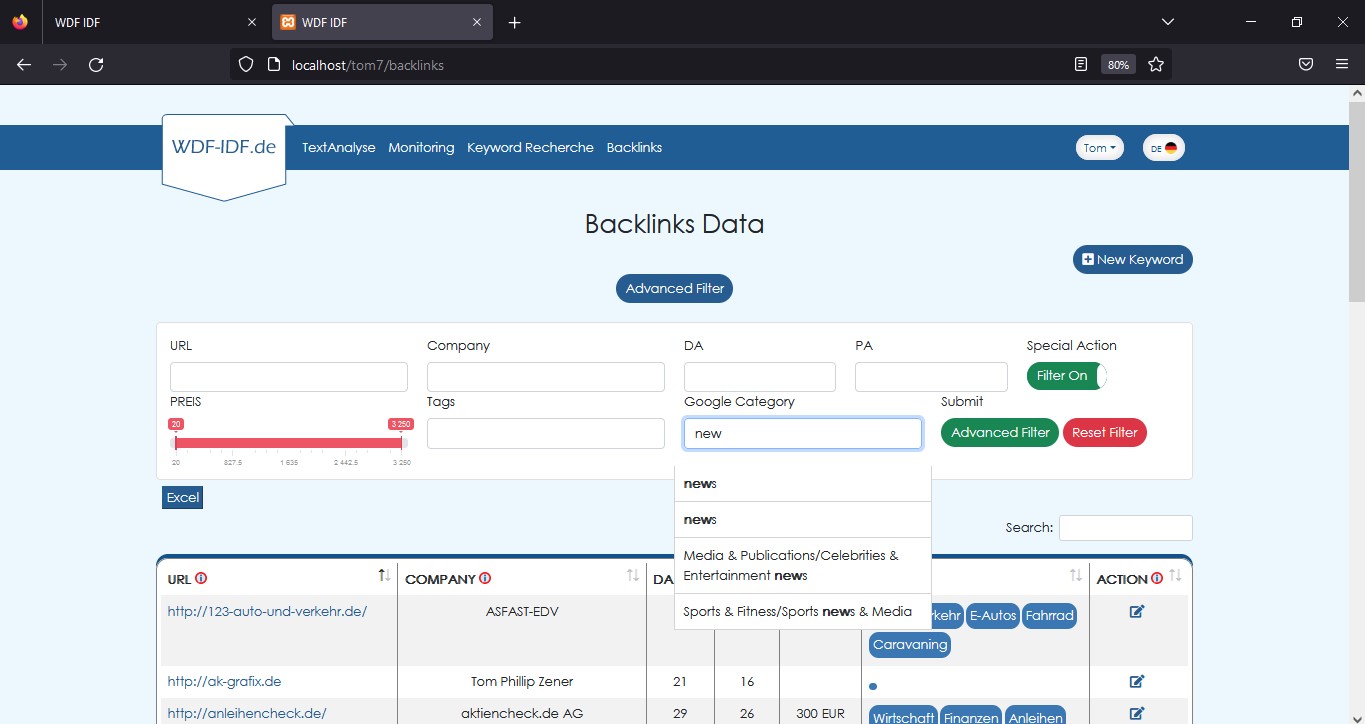 WDF IDF
WDF IDF
localhost/tom7/backlinks
80%
WDF-IDF.de
TextAnalyse Monitoring Keyword Recherche Backlinks
Tom
DE
Backlinks Data
New Keyword
Advanced Filter
URL Company DA PA Special Action
Filter On
PREIS Tags Google Category Submit
20 3 250
new
Advanced Filter Reset Filter
20 827.5 1 635 2 442.5 3 250
news
Excel
news
Search:
Media & Publications/Celebrities &
Entertainment news
URL COMPANY DA ACTION
Sports & Fitness/Sports news & Media
http://123-auto-und-verkehr.de/ ASFAST-EDV rkehr E-Autos Fahrrad
Caravaning
http://ak-grafix.de Tom Phillip Zener 21 16
http://anleihencheck.de/ aktiencheck.de AG 29 26 300 EUR Wirtschaft Finanzen Anleihen